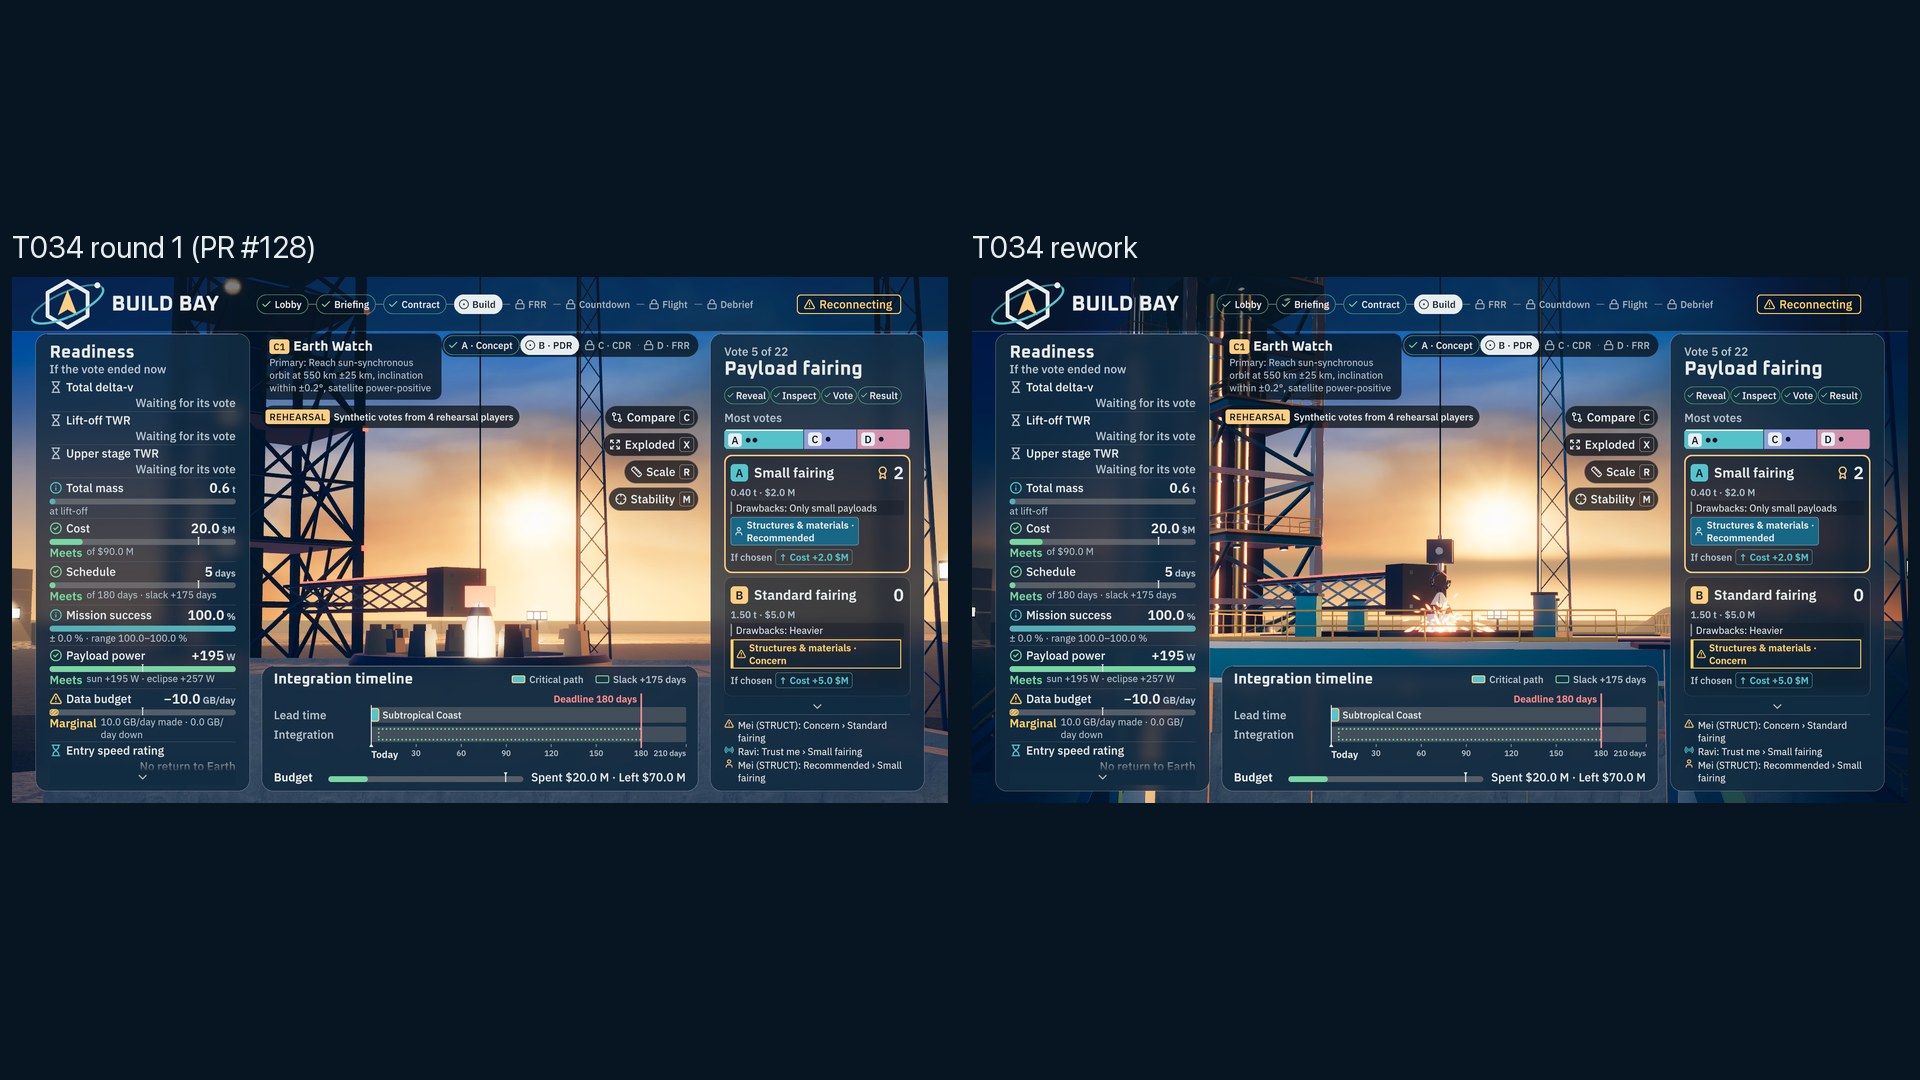 T034 round 1 (PR #128)
BUILD BAY
Lobby
Briefing
Contract
Build
FRR
Countdown
Flight
Debrief
Reconnecting
Readiness
If the vote ended now
Total delta-v
Waiting for its vote
Lift-off TWR
Waiting for its vote
Upper stage TWR
Waiting for its vote
Total mass 0.6 t
at lift-off
Cost 20.0 $M
Meets of $90.0 M
Schedule 5 days
Meets of 180 days · slack +175 days
Mission success 100.0 %
± 0.0 % · range 100.0–100.0 %
Payload power +195 W
Meets sun +195 W · eclipse +257 W
Data budget −10.0 GB/day
Marginal 10.0 GB/day made · 0.0 GB/
day down
Entry speed rating
No return to Earth
C1 Earth Watch
Primary: Reach sun-synchronous
orbit at 550 km ±25 km, inclination
within ±0.2°, satellite power-positive
A · Concept
B · PDR
C · CDR
D · FRR
REHEARSAL Synthetic votes from 4 rehearsal players
Compare C
Exploded X
Scale R
Stability M
Integration timeline
Critical path
Slack +175 days
Deadline 180 days
Lead time
Subtropical Coast
Integration
Today 30 60 90 120 150 180 210 days
Budget
Spent $20.0 M · Left $70.0 M
Vote 5 of 22
Payload fairing
Reveal
Inspect
Vote
Result
Most votes
A
C
D
A Small fairing 2
0.40 t · $2.0 M
Drawbacks: Only small payloads
Structures & materials ·
Recommended
If chosen ↑ Cost +2.0 $M
B Standard fairing 0
1.50 t · $5.0 M
Drawbacks: Heavier
Structures & materials ·
Concern
If chosen ↑ Cost +5.0 $M
Mei (STRUCT): Concern › Standard
fairing
Ravi: Trust me › Small fairing
Mei (STRUCT): Recommended › Small
fairing
T034 rework
BUILD BAY
Lobby
Briefing
Contract
Build
FRR
Countdown
Flight
Debrief
Reconnecting
Readiness
If the vote ended now
Total delta-v
Waiting for its vote
Lift-off TWR
Waiting for its vote
Upper stage TWR
Waiting for its vote
Total mass 0.6 t
at lift-off
Cost 20.0 $M
Meets of $90.0 M
Schedule 5 days
Meets of 180 days · slack +175 days
Mission success 100.0 %
± 0.0 % · range 100.0–100.0 %
Payload power +195 W
Meets sun +195 W · eclipse +257 W
Data budget −10.0 GB/day
Marginal 10.0 GB/day made · 0.0 GB/
day down
Entry speed rating
No return to Earth
C1 Earth Watch
Primary: Reach sun-synchronous
orbit at 550 km ±25 km, inclination
within ±0.2°, satellite power-positive
A · Concept
B · PDR
C · CDR
D · FRR
REHEARSAL Synthetic votes from 4 rehearsal players
Compare C
Exploded X
Scale R
Stability M
Integration timeline
Critical path
Slack +175 days
Deadline 180 days
Lead time
Subtropical Coast
Integration
Today 30 60 90 120 150 180 210 days
Budget
Spent $20.0 M · Left $70.0 M
Vote 5 of 22
Payload fairing
Reveal
Inspect
Vote
Result
Most votes
A
C
D
A Small fairing 2
0.40 t · $2.0 M
Drawbacks: Only small payloads
Structures & materials ·
Recommended
If chosen ↑ Cost +2.0 $M
B Standard fairing 0
1.50 t · $5.0 M
Drawbacks: Heavier
Structures & materials ·
Concern
If chosen ↑ Cost +5.0 $M
Mei (STRUCT): Concern › Standard
fairing
Ravi: Trust me › Small fairing
Mei (STRUCT): Recommended › Small
fairing